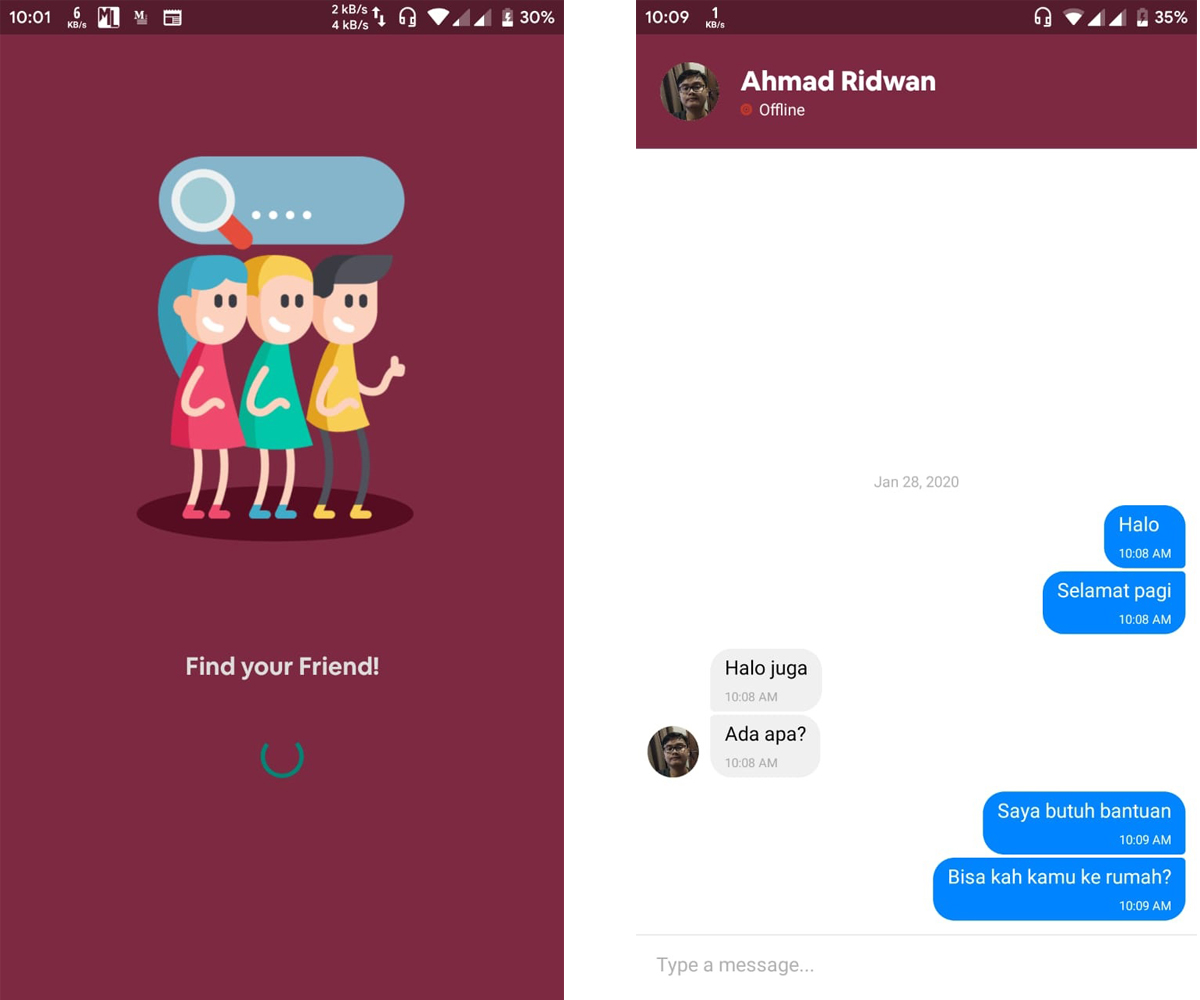 10:01 6 KB/s ML M 2 kB/s 4 kB/s 30%
Find your Friend!
10:09 1 KB/s 35%
Ahmad Ridwan
Offline
Jan 28, 2020
Halo
10:08 AM
Selamat pagi
10:08 AM
Halo juga
10:08 AM
Ada apa?
10:08 AM
Saya butuh bantuan
10:09 AM
Bisa kah kamu ke rumah?
10:09 AM
Type a message...